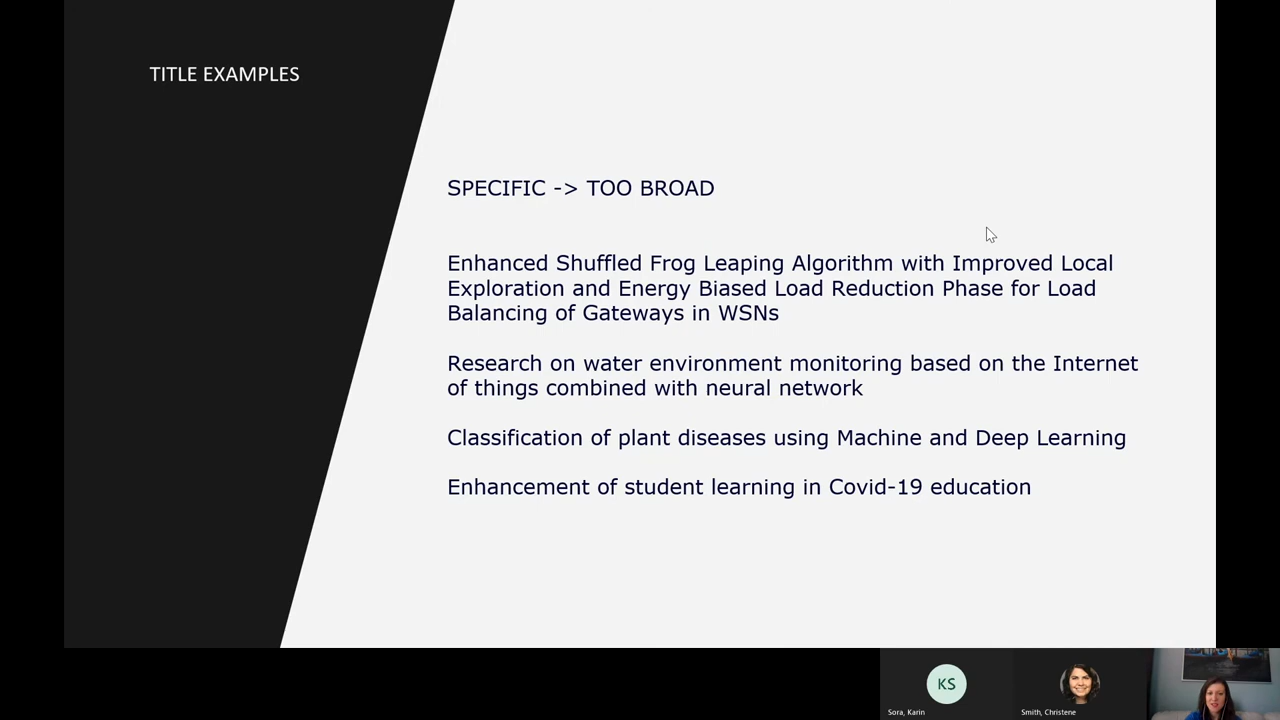 TITLE EXAMPLES
SPECIFIC -> TOO BROAD
Enhanced Shuffled Frog Leaping Algorithm with Improved Local
Exploration and Energy Biased Load Reduction Phase for Load
Balancing of Gateways in WSNs
Research on water environment monitoring based on the Internet
of things combined with neural network
Classification of plant diseases using Machine and Deep Learning
Enhancement of student learning in Covid-19 education
KS
Sora, Karin
Smith, Christene